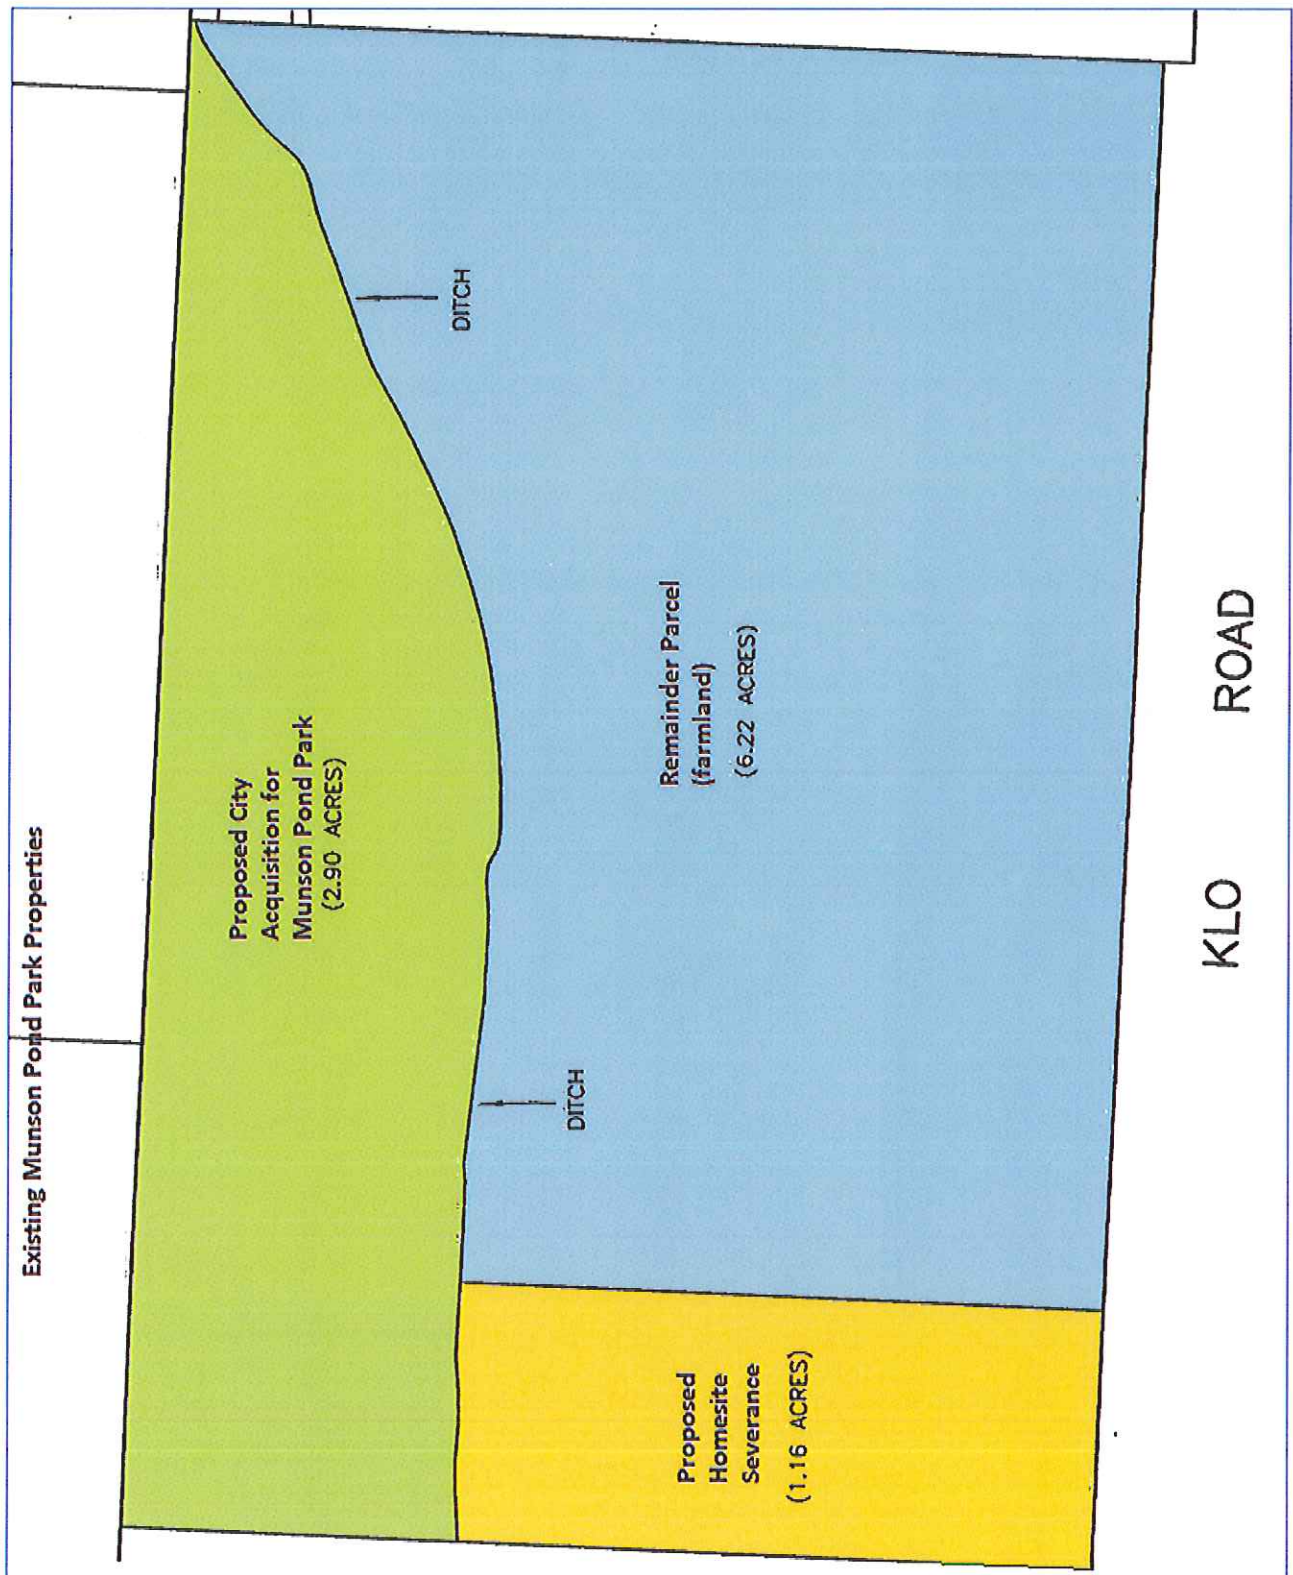 Existing Munson Pond Park Properties
Proposed City
Acquisition for
Munson Pond Park
(2.90 ACRES)
DITCH
DITCH
Remainder Parcel
(farmland)
(6.22 ACRES)
Proposed
Homesite
Severance
(1.16 ACRES)
KLO ROAD